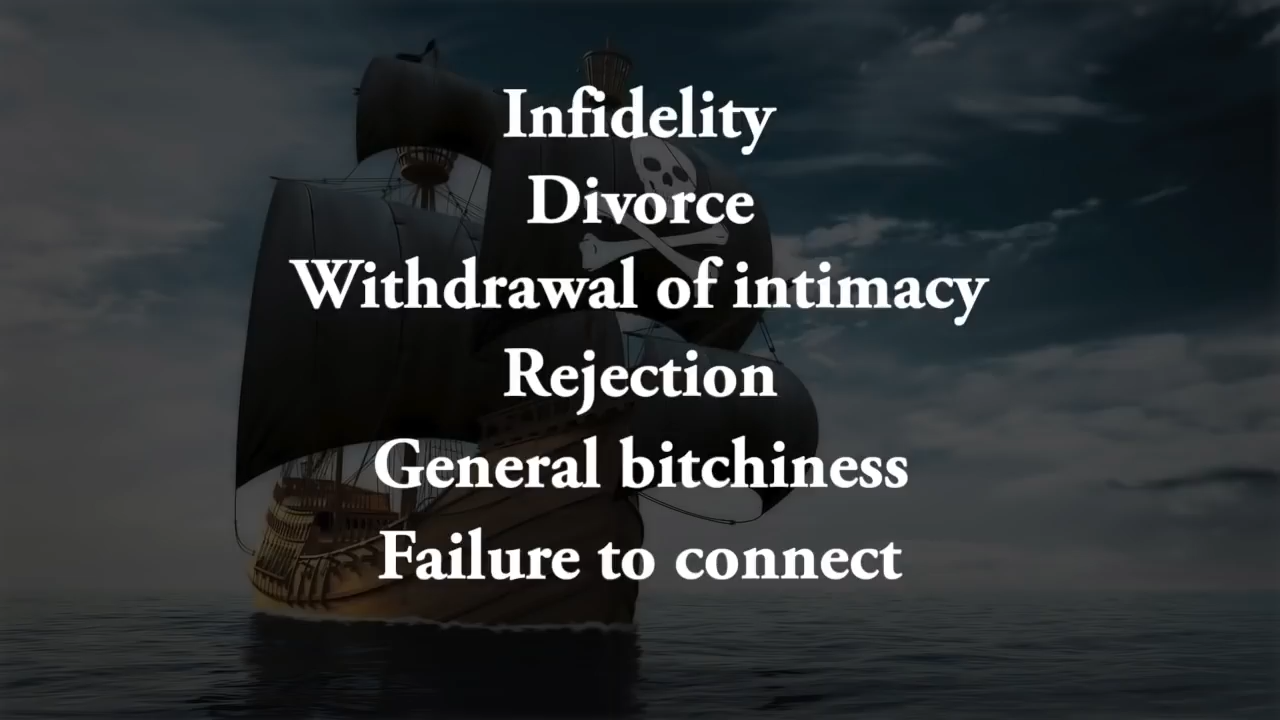 Infidelity
Divorce
Withdrawal of intimacy
Rejection
General bitchiness
Failure to connect